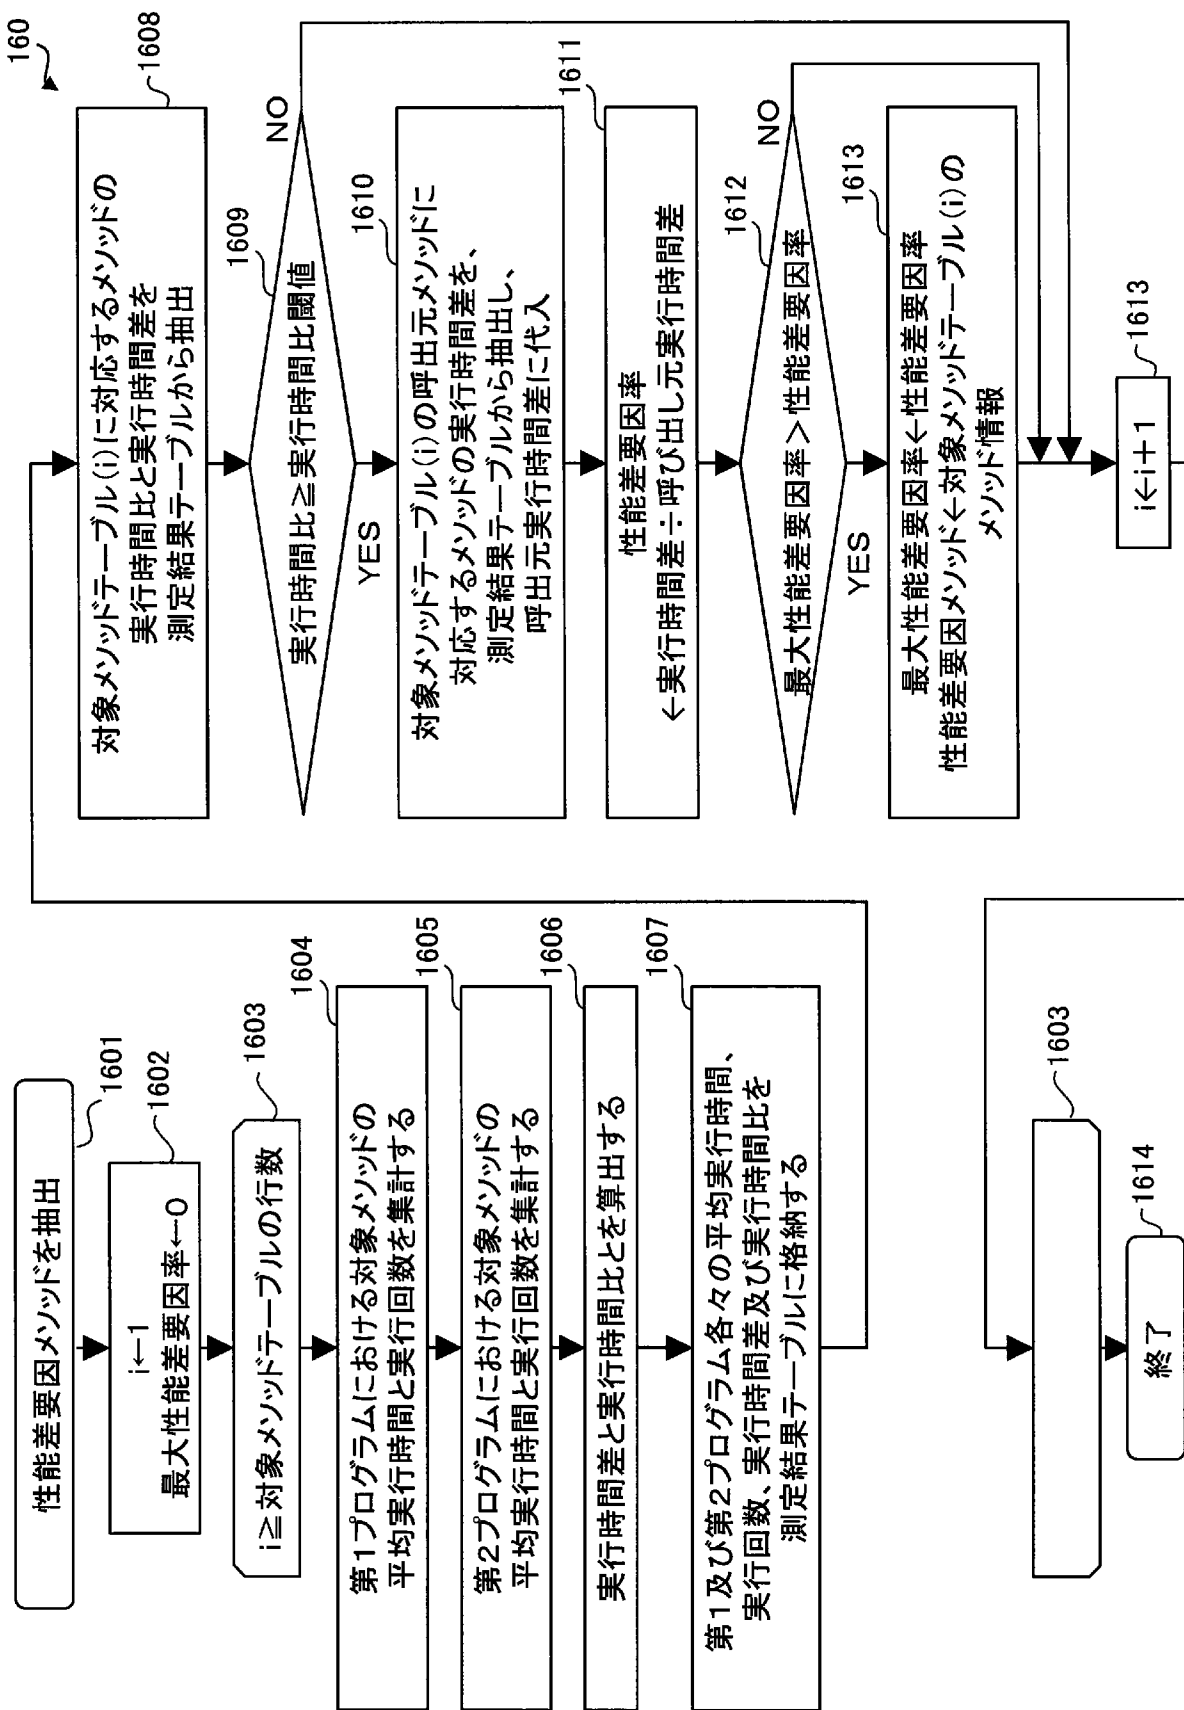 160
性能差要因メソッドを抽出
1601
i←1
最大性能差要因率←0
1602
i≧対象メソッドテーブルの行数
1603
第1プログラムにおける対象メソッドの
平均実行時間と実行回数を集計する
1604
第2プログラムにおける対象メソッドの
平均実行時間と実行回数を集計する
1605
実行時間差と実行時間比とを算出する
1606
第1及び第2プログラム各々の平均実行時間、
実行回数、実行時間差及び実行時間比を
測定結果テーブルに格納する
1607
対象メソッドテーブル(i)に対応するメソッドの
実行時間比と実行時間差を
測定結果テーブルから抽出
1608
実行時間比≧実行時間比閾値
1609
NO
YES
対象メソッドテーブル(i)の呼出元メソッドに
対応するメソッドの実行時間差を、
測定結果テーブルから抽出し、
呼出元実行時間差に代入
1610
性能差要因率
←実行時間差÷呼び出し元実行時間差
1611
最大性能差要因率>性能差要因率
1612
NO
YES
最大性能差要因率←性能差要因率
性能差要因メソッド←対象メソッドテーブル(i)の
メソッド情報
1613
i←i+1
1613
1603
終了
1614